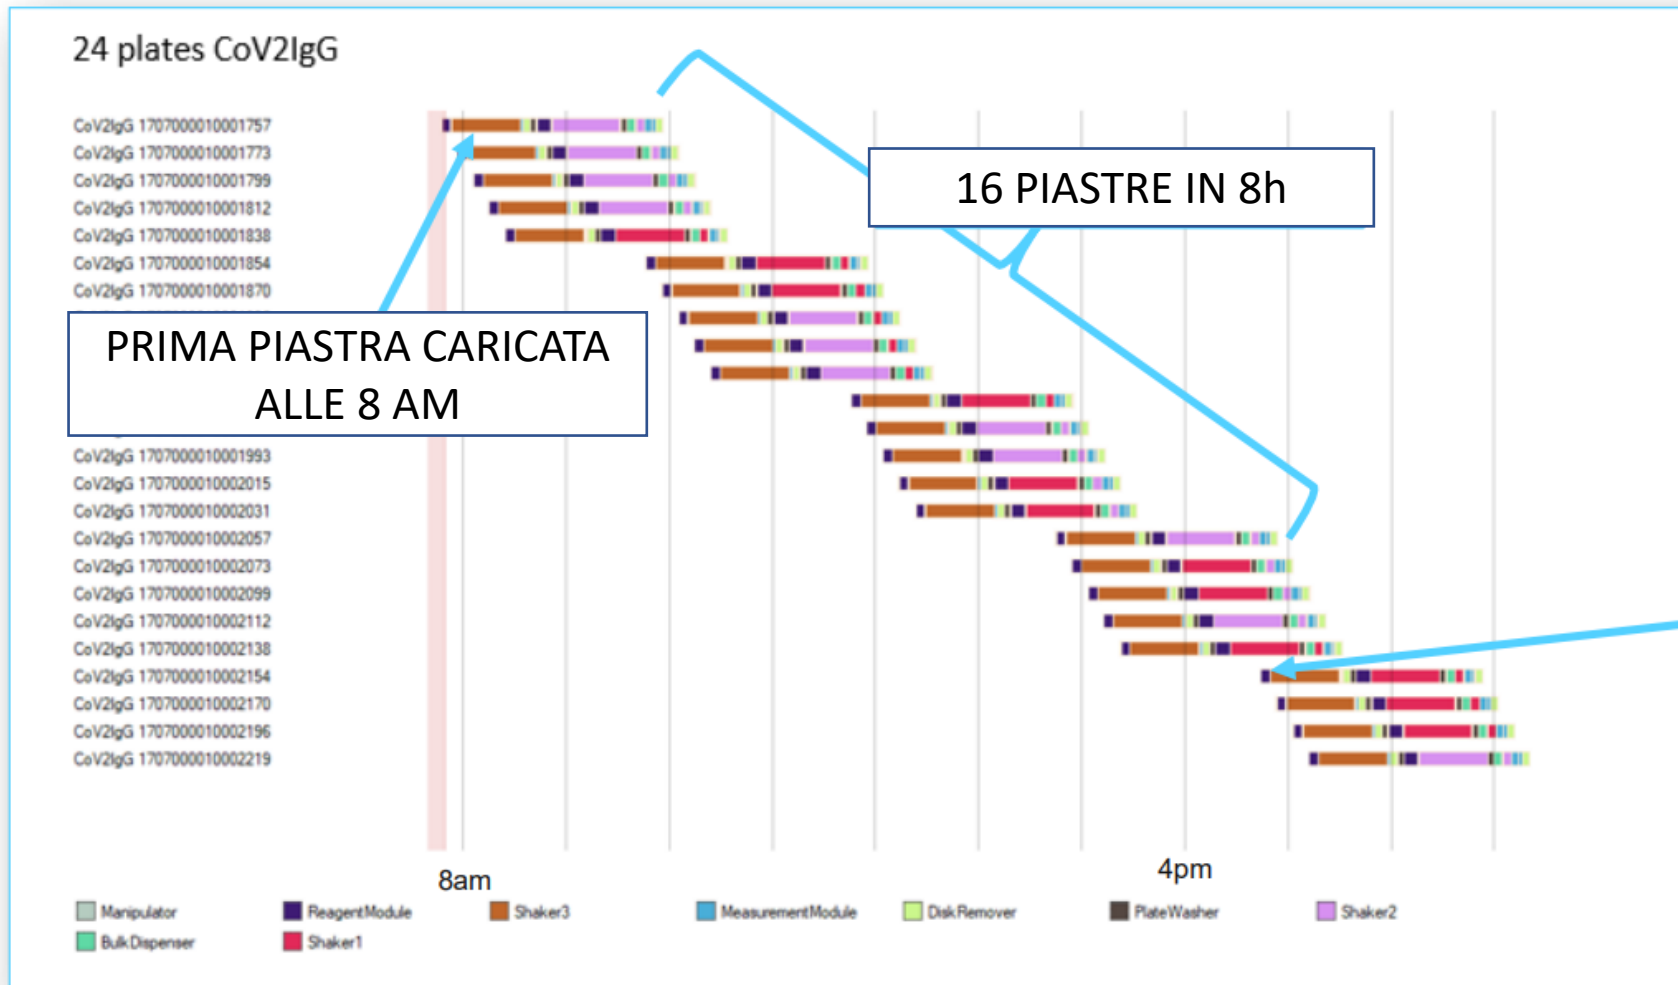 24 plates CoV2IgG
CoV2IgG 1707000010001757
CoV2IgG 1707000010001773
CoV2IgG 1707000010001799
CoV2IgG 1707000010001812
CoV2IgG 1707000010001838
CoV2IgG 1707000010001854
CoV2IgG 1707000010001870
16 PIASTRE IN 8h
PRIMA PIASTRA CARICATA
ALLE 8 AM
CoV2IgG 1707000010001993
CoV2IgG 1707000010002015
CoV2IgG 1707000010002031
CoV2IgG 1707000010002057
CoV2IgG 1707000010002073
CoV2IgG 1707000010002099
CoV2IgG 1707000010002112
CoV2IgG 1707000010002138
CoV2IgG 1707000010002154
CoV2IgG 1707000010002170
CoV2IgG 1707000010002196
CoV2IgG 1707000010002219
8am 4pm
Manipulator ReagentModule Shaker3 MeasurementModule DiskRemover PlateWasher Shaker2
BulkDispenser Shaker1